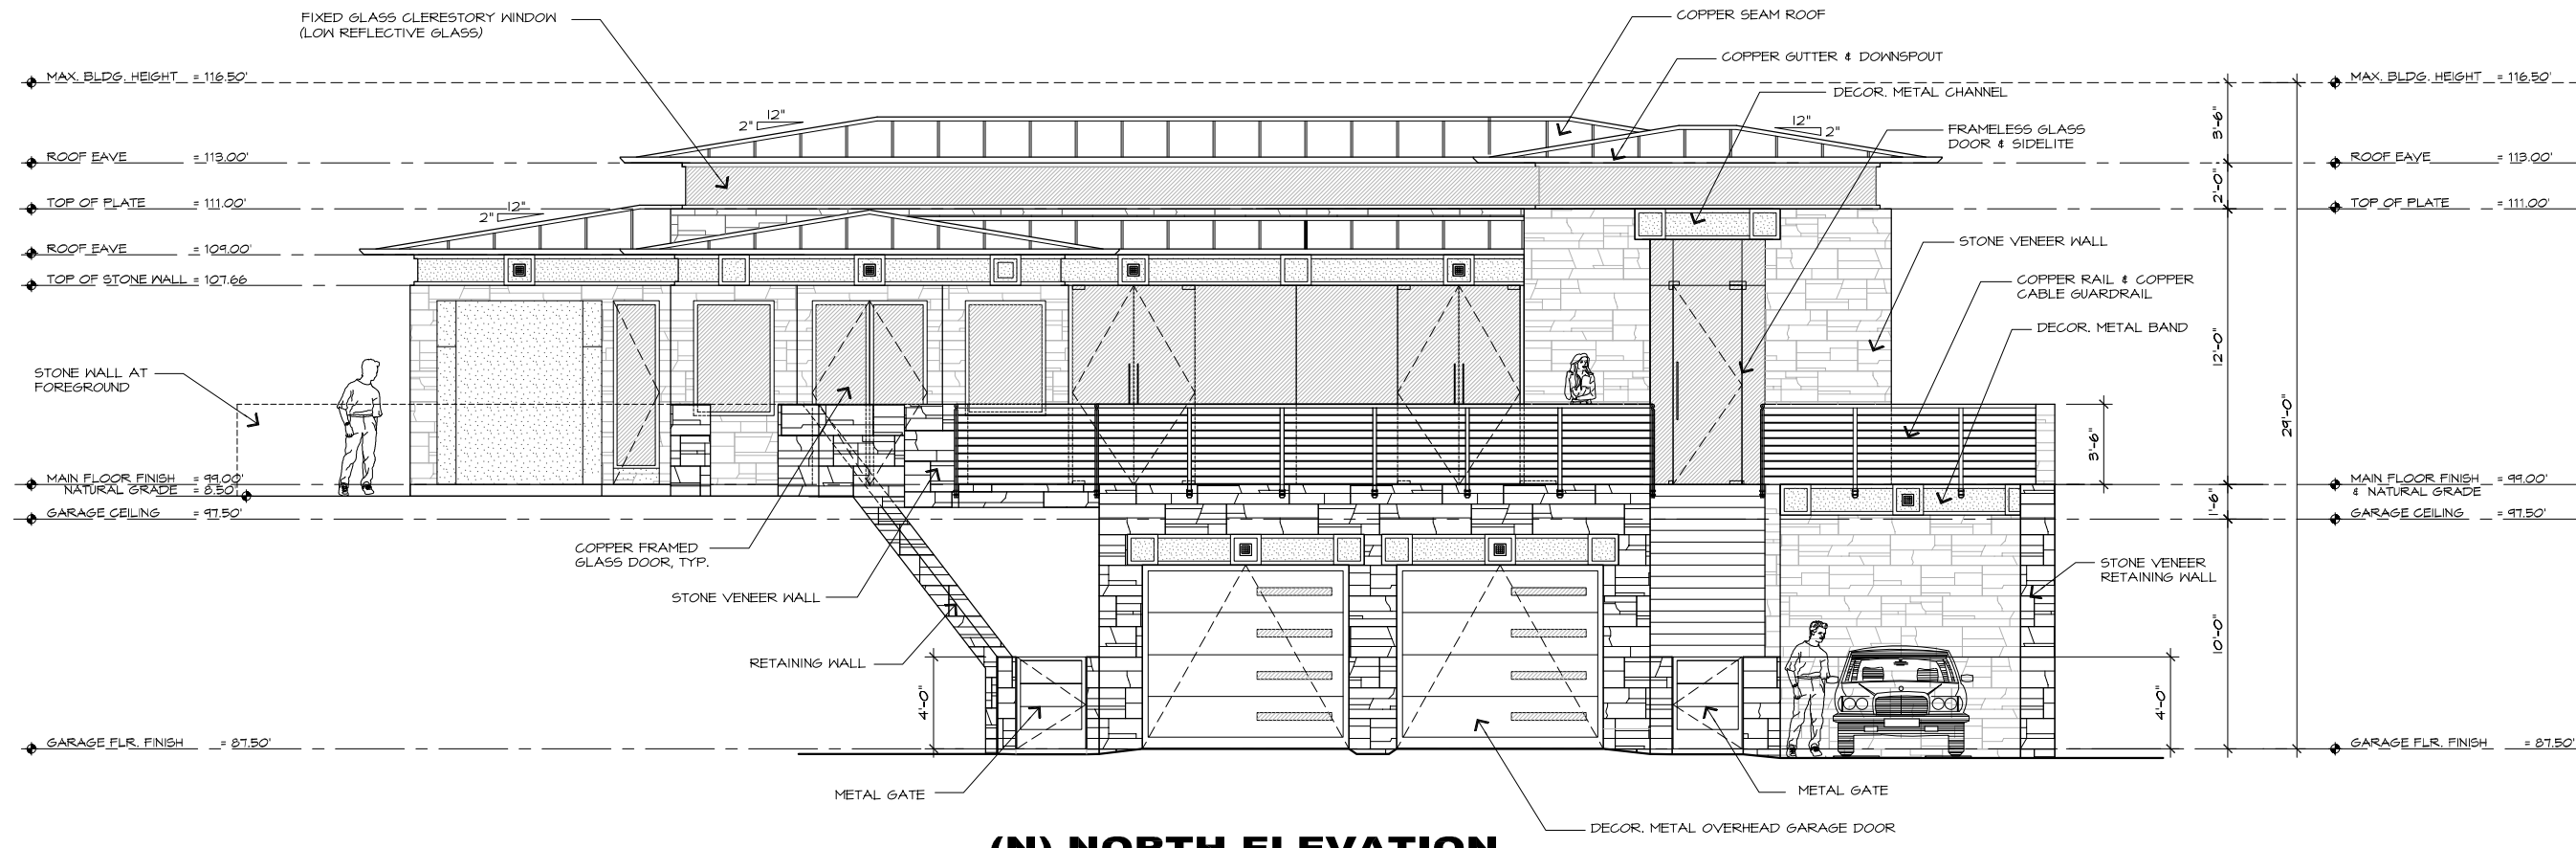 FIXED GLASS CLERESTORY WINDOW
(LOW REFLECTIVE GLASS)
COPPER SEAM ROOF
COPPER GUTTER & DOWNSPOUT
DECOR. METAL CHANNEL
FRAMELESS GLASS
DOOR & SIDELITE
MAX. BLDG. HEIGHT = 116.50'
ROOF EAVE = 113.00'
TOP OF PLATE = 111.00'
ROOF EAVE = 109.00'
TOP OF STONE WALL = 107.66
STONE WALL AT
FOREGROUND
MAIN FLOOR FINISH = 99.00'
NATURAL GRADE = 8.50'
GARAGE CEILING = 97.50'
GARAGE FLR. FINISH = 87.50'
12"
2"
12"
2"
12"
2"
STONE VENEER WALL
COPPER RAIL & COPPER
CABLE GUARDRAIL
DECOR. METAL BAND
COPPER FRAMED
GLASS DOOR, TYP.
STONE VENEER WALL
RETAINING WALL
4'-0"
METAL GATE
STONE VENEER
RETAINING WALL
METAL GATE
DECOR. METAL OVERHEAD GARAGE DOOR
3'-6"
2'-0"
12'-0"
29'-0"
3'-6"
1'-6"
10'-0"
4'-0"
MAX. BLDG. HEIGHT = 116.50'
ROOF EAVE = 113.00'
TOP OF PLATE = 111.00'
MAIN FLOOR FINISH = 99.00'
& NATURAL GRADE
GARAGE CEILING = 97.50'
GARAGE FLR. FINISH = 87.50'
(N) NORTH ELEVATION